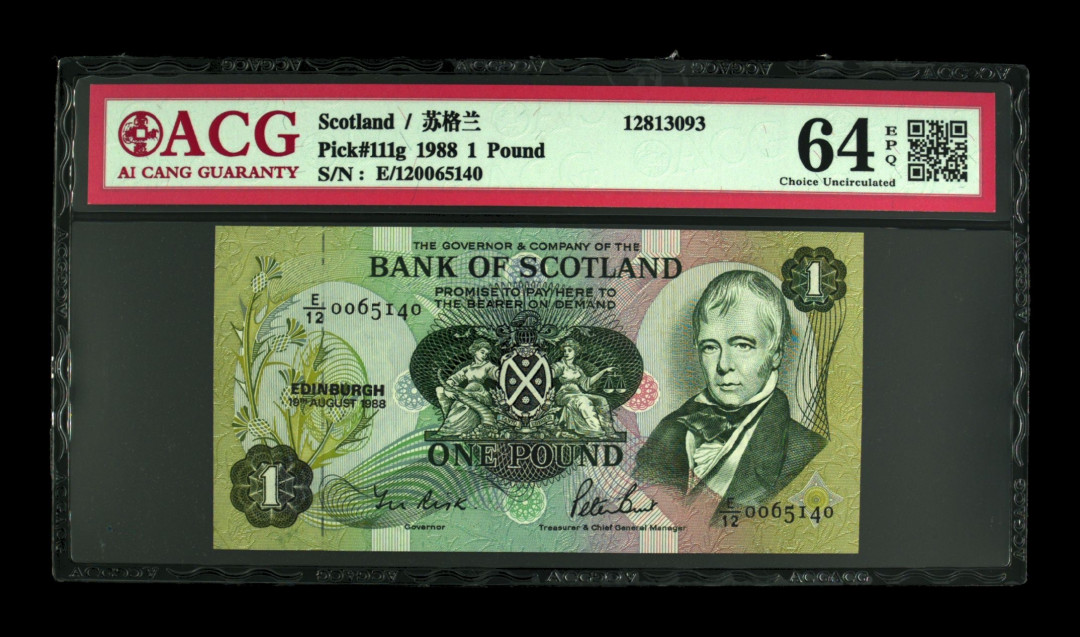 ACG
AI CANG GUARANTY
Scotland / 苏格兰
Pick#111g 1988 1 Pound
S/N : E/120065140
12813093
64
EPQ
Choice Uncirculated
THE GOVERNOR & COMPANY OF THE
BANK OF SCOTLAND
PROMISE TO PAY HERE TO
THE BEARER ON DEMAND
E/12 0065140
1
EDINBURGH
19TH AUGUST 1988
ONE POUND
1
Governor
Peter Burt
Treasurer & Chief General Manager
E/12 0065140